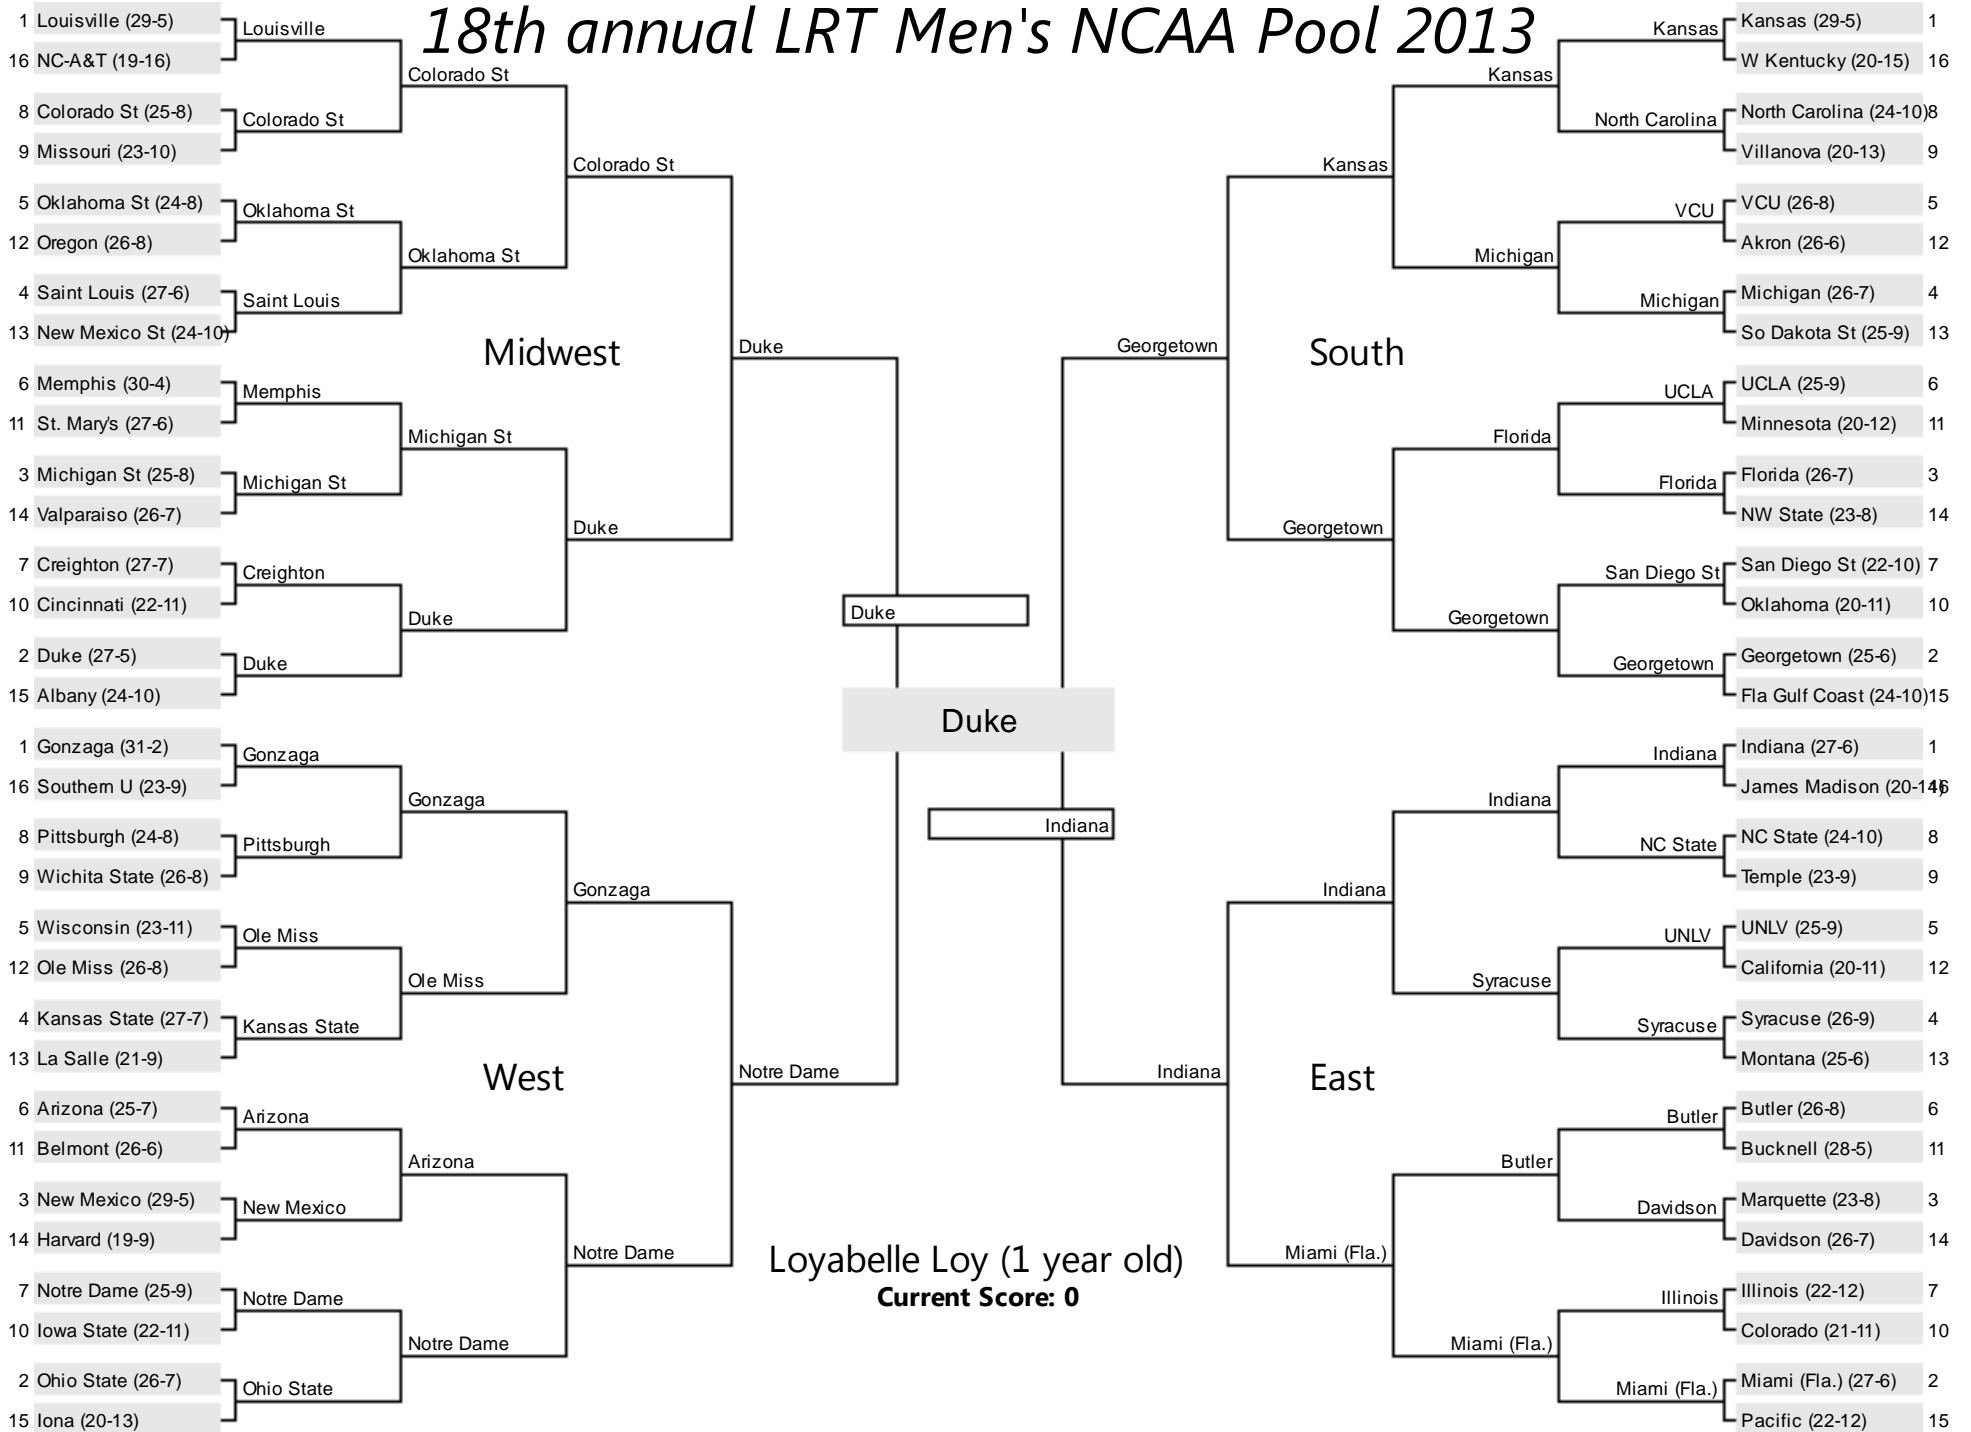 18th annual LRT Men's NCAA Pool 2013
1 Louisville (29-5)
16 NC-A&T (19-16)
8 Colorado St (25-8)
9 Missouri (23-10)
5 Oklahoma St (24-8)
12 Oregon (26-8)
4 Saint Louis (27-6)
13 New Mexico St (24-10)
6 Memphis (30-4)
11 St. Mary's (27-6)
3 Michigan St (25-8)
14 Valparaiso (26-7)
7 Creighton (27-7)
10 Cincinnati (22-11)
2 Duke (27-5)
15 Albany (24-10)
Louisville
Colorado St
Oklahoma St
Saint Louis
Memphis
Michigan St
Creighton
Duke
Colorado St
Oklahoma St
Michigan St
Duke
Colorado St
Duke
Midwest
Duke
1 Gonzaga (31-2)
16 Southern U (23-9)
8 Pittsburgh (24-8)
9 Wichita State (26-8)
5 Wisconsin (23-11)
12 Ole Miss (26-8)
4 Kansas State (27-7)
13 La Salle (21-9)
6 Arizona (25-7)
11 Belmont (26-6)
3 New Mexico (29-5)
14 Harvard (19-9)
7 Notre Dame (25-9)
10 Iowa State (22-11)
2 Ohio State (26-7)
15 Iona (20-13)
Gonzaga
Pittsburgh
Ole Miss
Kansas State
Arizona
New Mexico
Notre Dame
Ohio State
Gonzaga
Ole Miss
Arizona
Notre Dame
Gonzaga
Notre Dame
West
Notre Dame
Duke
Duke
Indiana
Loyabelle Loy (1 year old)
Current Score: 0
Kansas (29-5) 1
W Kentucky (20-15) 16
North Carolina (24-10) 8
Villanova (20-13) 9
VCU (26-8) 5
Akron (26-6) 12
Michigan (26-7) 4
So Dakota St (25-9) 13
UCLA (25-9) 6
Minnesota (20-12) 11
Florida (26-7) 3
NW State (23-8) 14
San Diego St (22-10) 7
Oklahoma (20-11) 10
Georgetown (25-6) 2
Fla Gulf Coast (24-10) 15
Kansas
North Carolina
VCU
Michigan
UCLA
Florida
San Diego St
Georgetown
Kansas
Michigan
Florida
Georgetown
Kansas
Georgetown
South
Georgetown
Indiana (27-6) 1
James Madison (20-14) 16
NC State (24-10) 8
Temple (23-9) 9
UNLV (25-9) 5
California (20-11) 12
Syracuse (26-9) 4
Montana (25-6) 13
Butler (26-8) 6
Bucknell (28-5) 11
Marquette (23-8) 3
Davidson (26-7) 14
Illinois (22-12) 7
Colorado (21-11) 10
Miami (Fla.) (27-6) 2
Pacific (22-12) 15
Indiana
NC State
UNLV
Syracuse
Butler
Davidson
Illinois
Miami (Fla.)
Indiana
Syracuse
Butler
Miami (Fla.)
Indiana
Miami (Fla.)
East
Indiana